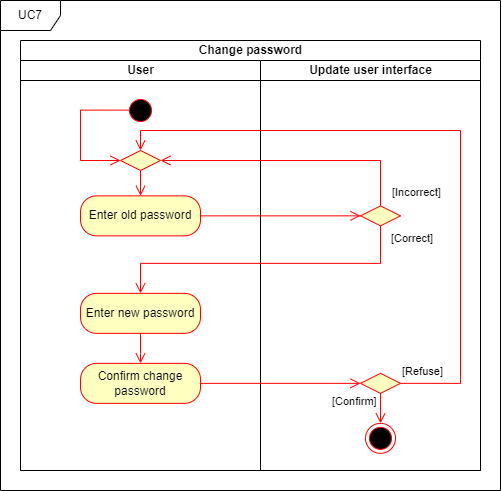 UC7
Change password
User
Update user interface
[Incorrect]
Enter old password
[Correct]
Enter new password
Confirm change
password
[Refuse]
[Confirm]